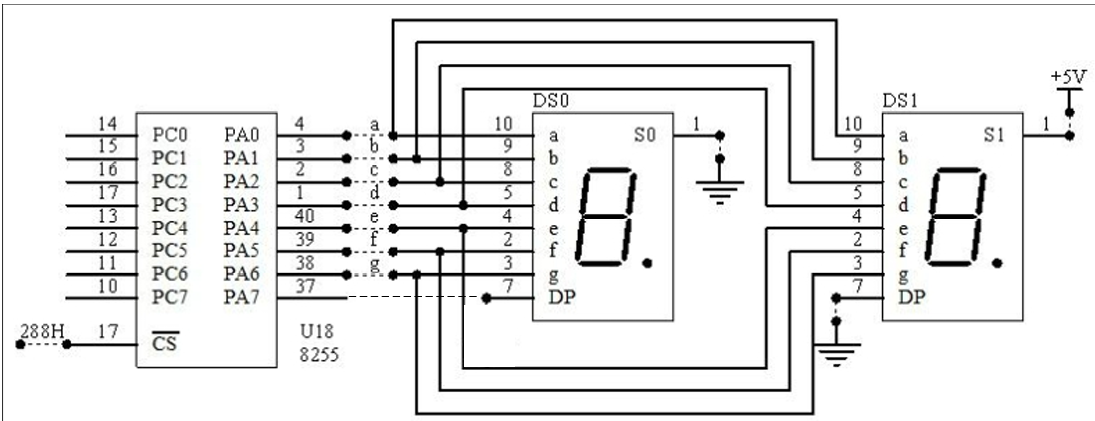 +5V
DS0
DS1
14 PC0 PA0 4 a 10 a S0 1 10 a S1 1
15 PC1 PA1 3 b 9 b 9 b
16 PC2 PA2 2 c 8 c 8 c
17 PC3 PA3 1 d 5 d 5 d
13 PC4 PA4 40 e 4 e 4 e
12 PC5 PA5 39 f 2 f 2 f
11 PC6 PA6 38 g 3 g 3 g
10 PC7 PA7 37 7 DP 7 DP
288H 17 CS
U18
8255